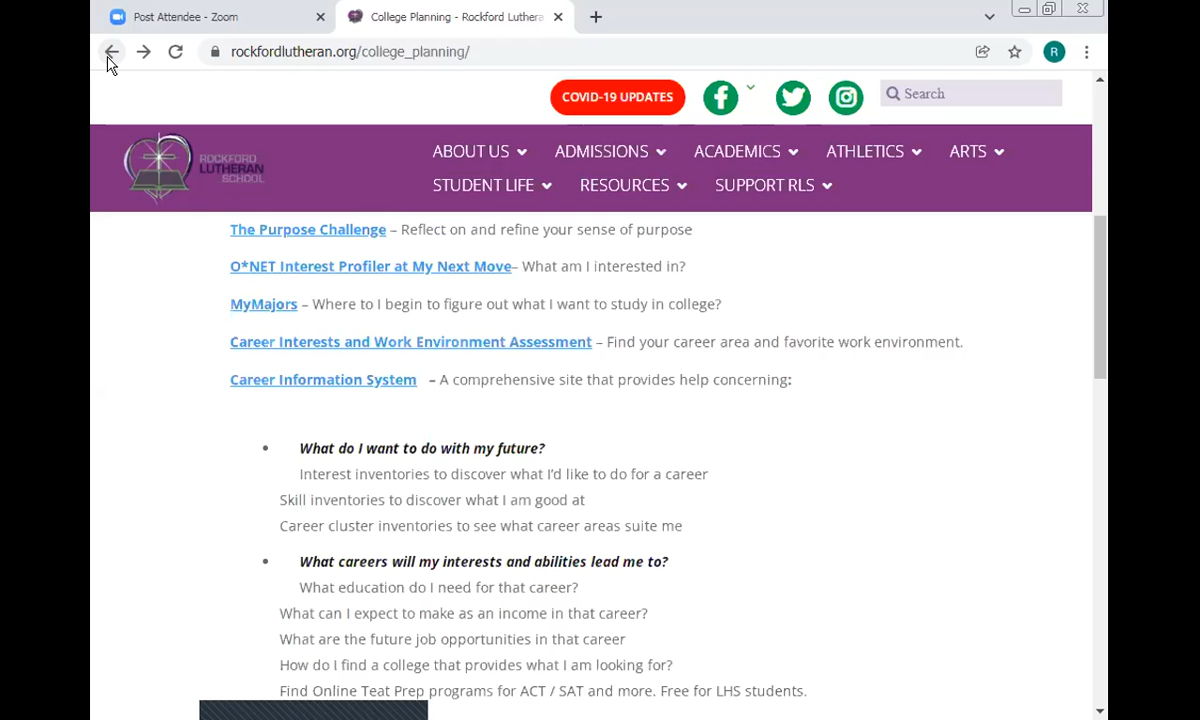 Post Attendee - Zoom
College Planning - Rockford Luthera
rockfordlutheran.org/college_planning/
R
COVID-19 UPDATES
Search
ROCKFORD
LUTHERAN
SCHOOL
ABOUT US ADMISSIONS ACADEMICS ATHLETICS ARTS
STUDENT LIFE RESOURCES SUPPORT RLS
The Purpose Challenge – Reflect on and refine your sense of purpose
O*NET Interest Profiler at My Next Move– What am I interested in?
MyMajors – Where to I begin to figure out what I want to study in college?
Career Interests and Work Environment Assessment – Find your career area and favorite work environment.
Career Information System – A comprehensive site that provides help concerning:
• What do I want to do with my future?
Interest inventories to discover what I’d like to do for a career
Skill inventories to discover what I am good at
Career cluster inventories to see what career areas suite me
• What careers will my interests and abilities lead me to?
What education do I need for that career?
What can I expect to make as an income in that career?
What are the future job opportunities in that career
How do I find a college that provides what I am looking for?
Find Online Teat Prep programs for ACT / SAT and more. Free for LHS students.